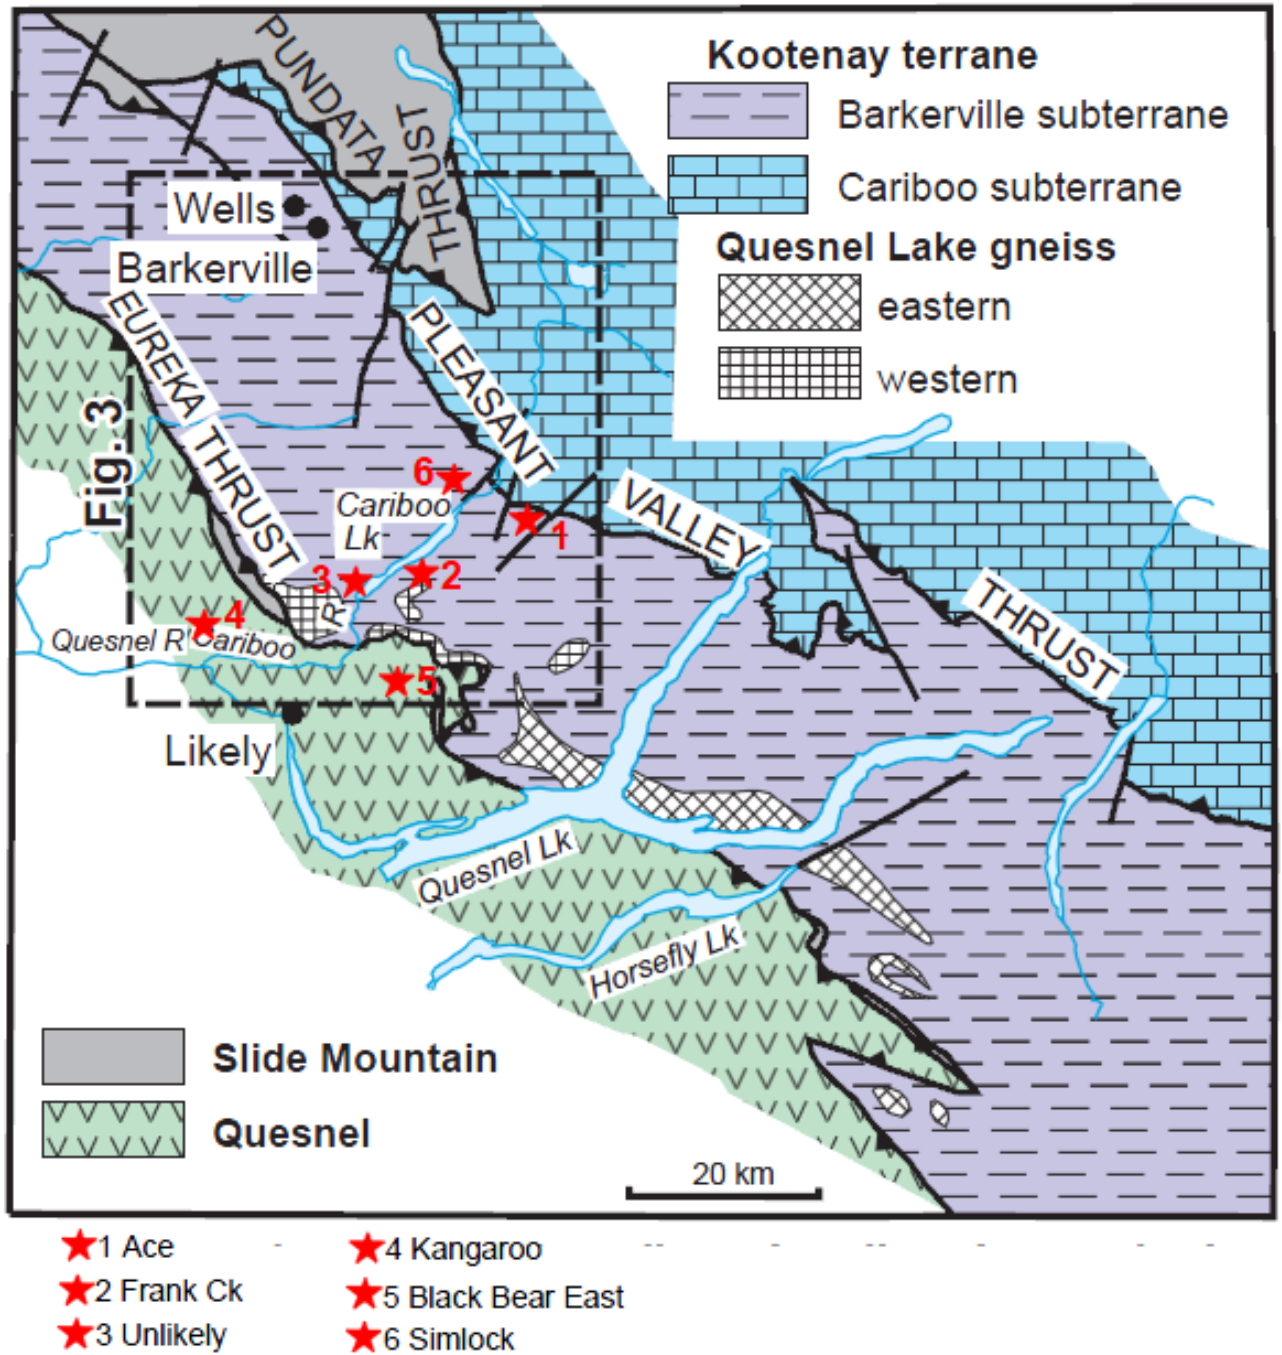 Kootenay terrane
Barkerville subterrane
Cariboo subterrane
Quesnel Lake gneiss
eastern
western
PUNDATA
THRUST
Wells
Barkerville
EUREKA THRUST
PLEASANT
VALLEY
THRUST
Fig. 3
6
Cariboo
Lk
1
3
2
R
4
Quesnel R
Cariboo
5
Likely
Quesnel Lk
Horsefly Lk
Slide Mountain
Quesnel
20 km
1 Ace
2 Frank Ck
3 Unlikely
4 Kangaroo
5 Black Bear East
6 Simlock